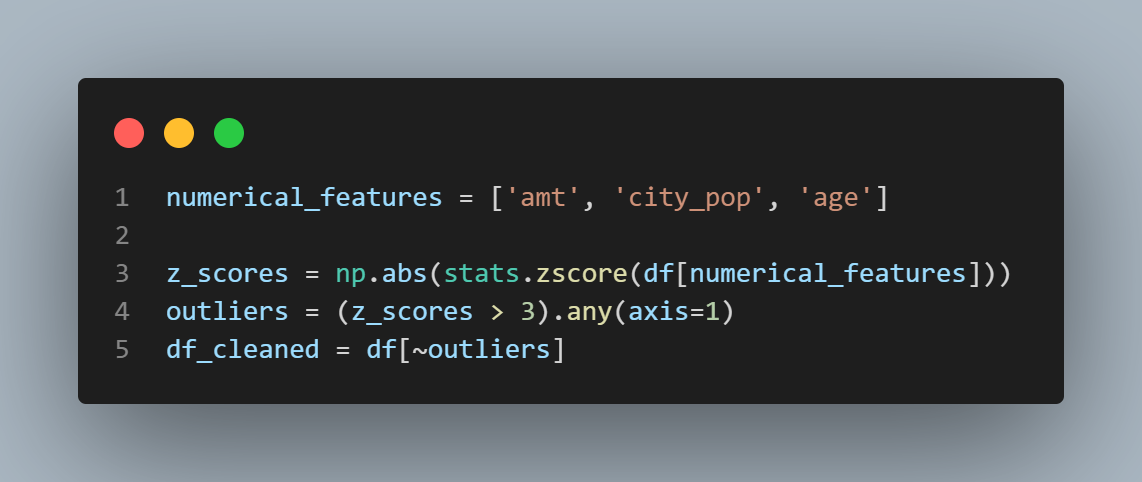 1 numerical_features = ['amt', 'city_pop', 'age']
2
3 z_scores = np.abs(stats.zscore(df[numerical_features]))
4 outliers = (z_scores > 3).any(axis=1)
5 df_cleaned = df[~outliers]